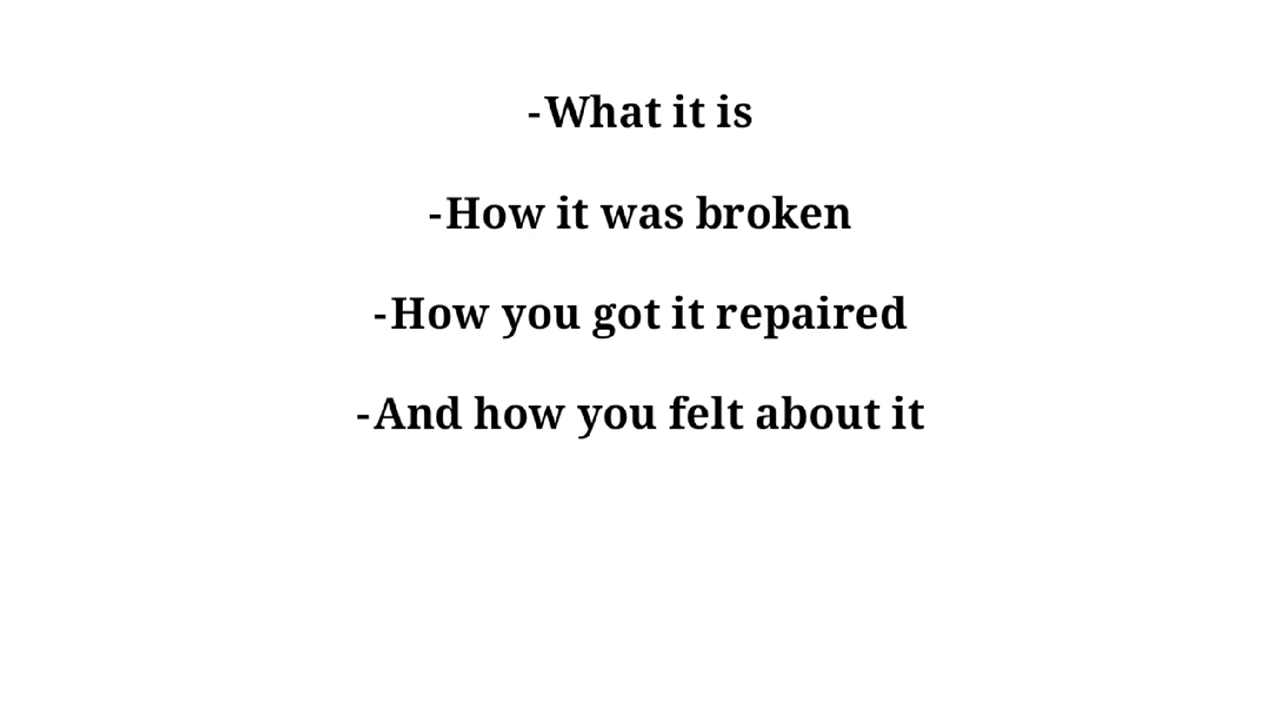 -What it is
-How it was broken
-How you got it repaired
-And how you felt about it